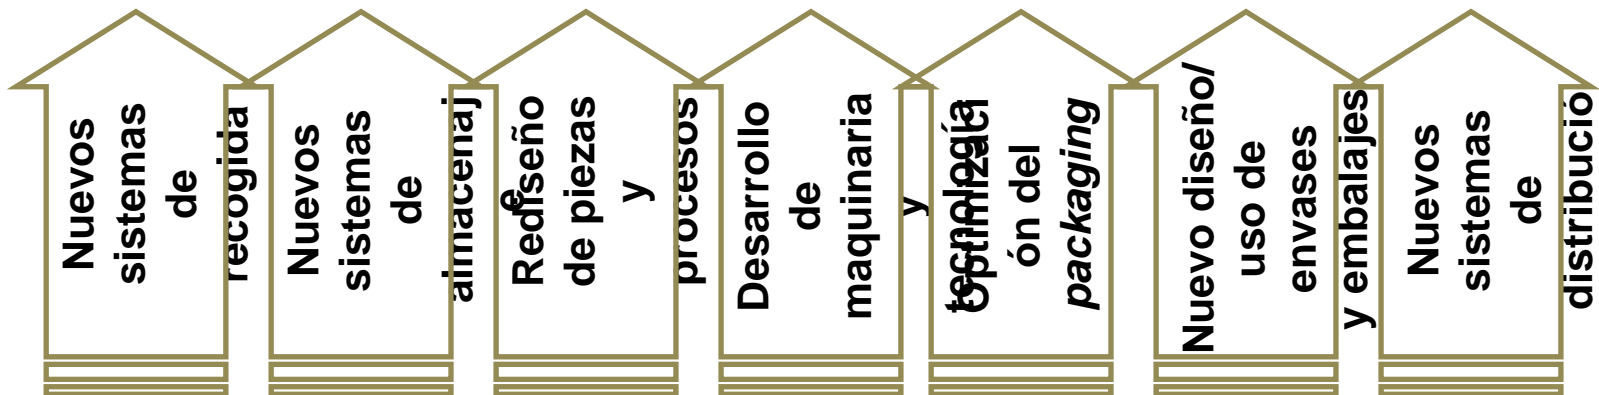 Nuevos
sistemas
de
recogida
Nuevos
sistemas
de
almacenaj
e
Rediseño
de piezas
y
procesos
Desarrollo
de
maquinaria
y
tecnología
Optimizaci
ón del
packaging
Nuevo diseño/
uso de
envases
y embalajes
Nuevos
sistemas
de
distribució